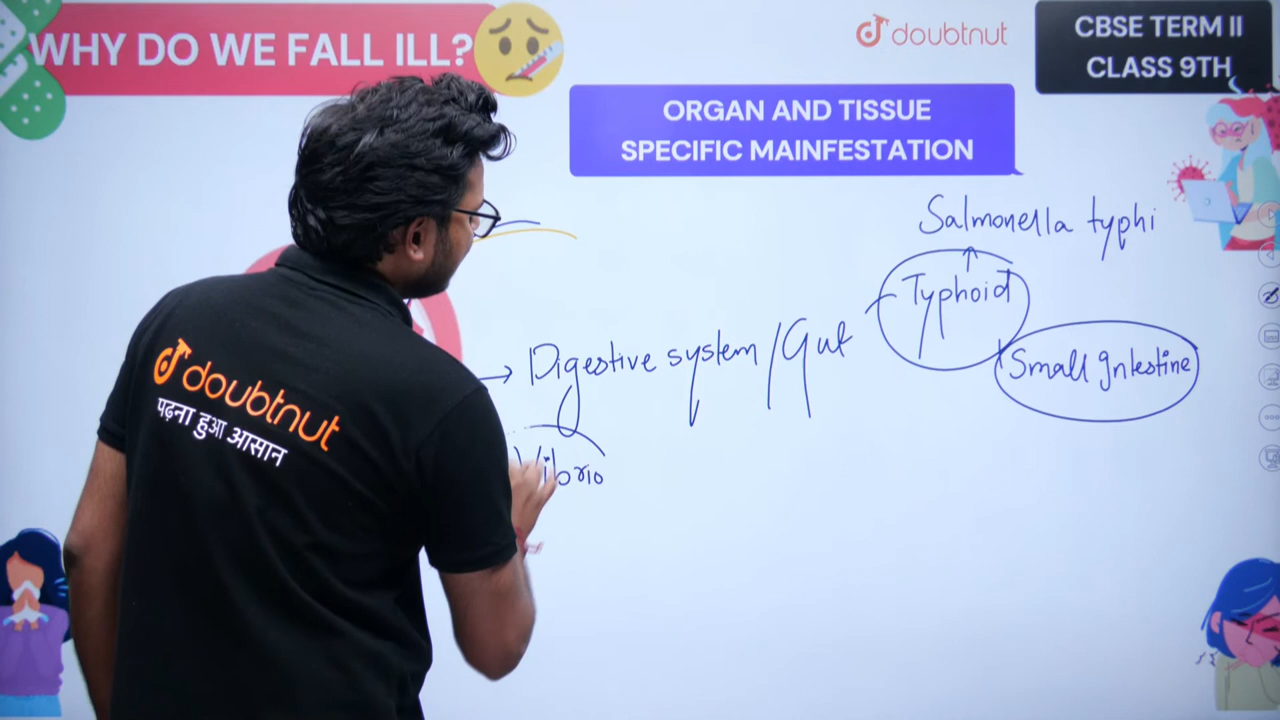 WHY DO WE FALL ILL?
doubtnut
CBSE TERM II
CLASS 9TH
ORGAN AND TISSUE
SPECIFIC MAINFESTATION
Salmonella typhi
Typhoid
Digestive system/Gut
Small Intestine
Vibrio
doubtnut
पढ़ना हुआ आसान